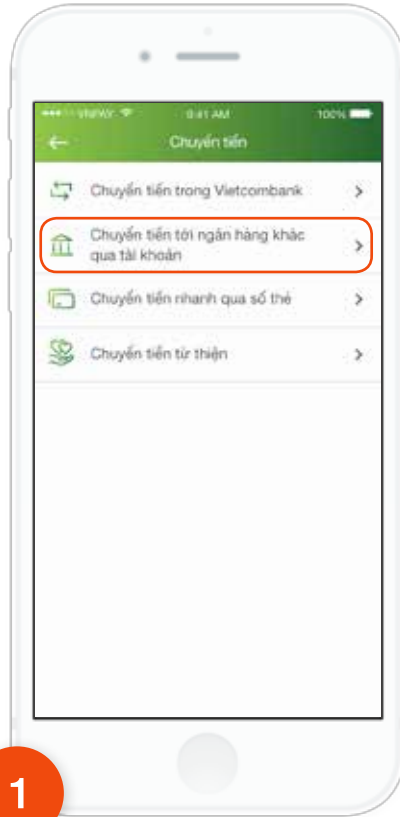 9:41 AM
100%
Chuyển tiền
Chuyển tiền trong Vietcombank
Chuyển tiền tới ngân hàng khác
qua tài khoản
Chuyển tiền nhanh qua số thẻ
Chuyển tiền từ thiện
1